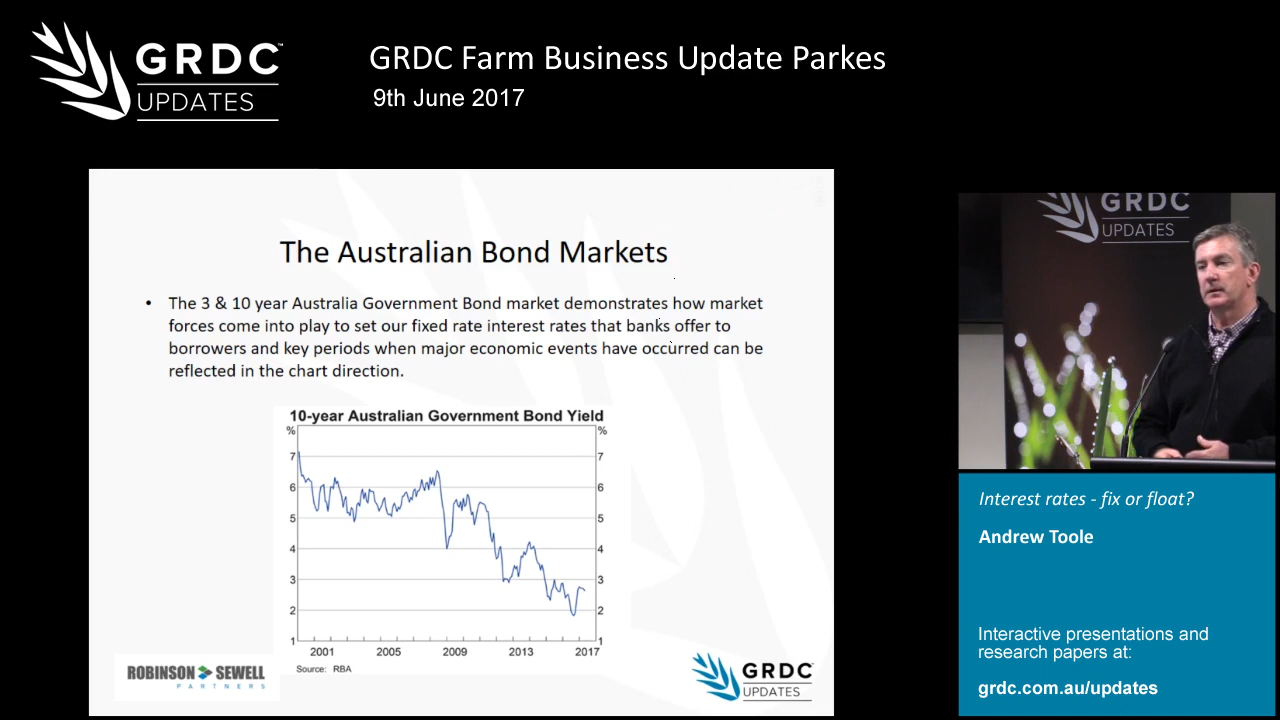 GRDC™
UPDATES
GRDC Farm Business Update Parkes
9th June 2017
The Australian Bond Markets
• The 3 & 10 year Australia Government Bond market demonstrates how market
forces come into play to set our fixed rate interest rates that banks offer to
borrowers and key periods when major economic events have occurred can be
reflected in the chart direction.
10-year Australian Government Bond Yield
% %
7 7
6 6
5 5
4 4
3 3
2 2
1 1
2001 2005 2009 2013 2017
Source: RBA
ROBINSON SEWELL
PARTNERS
GRDC
UPDATES
GRDC
UPDATES
Interest rates - fix or float?
Andrew Toole
Interactive presentations and
research papers at:
grdc.com.au/updates